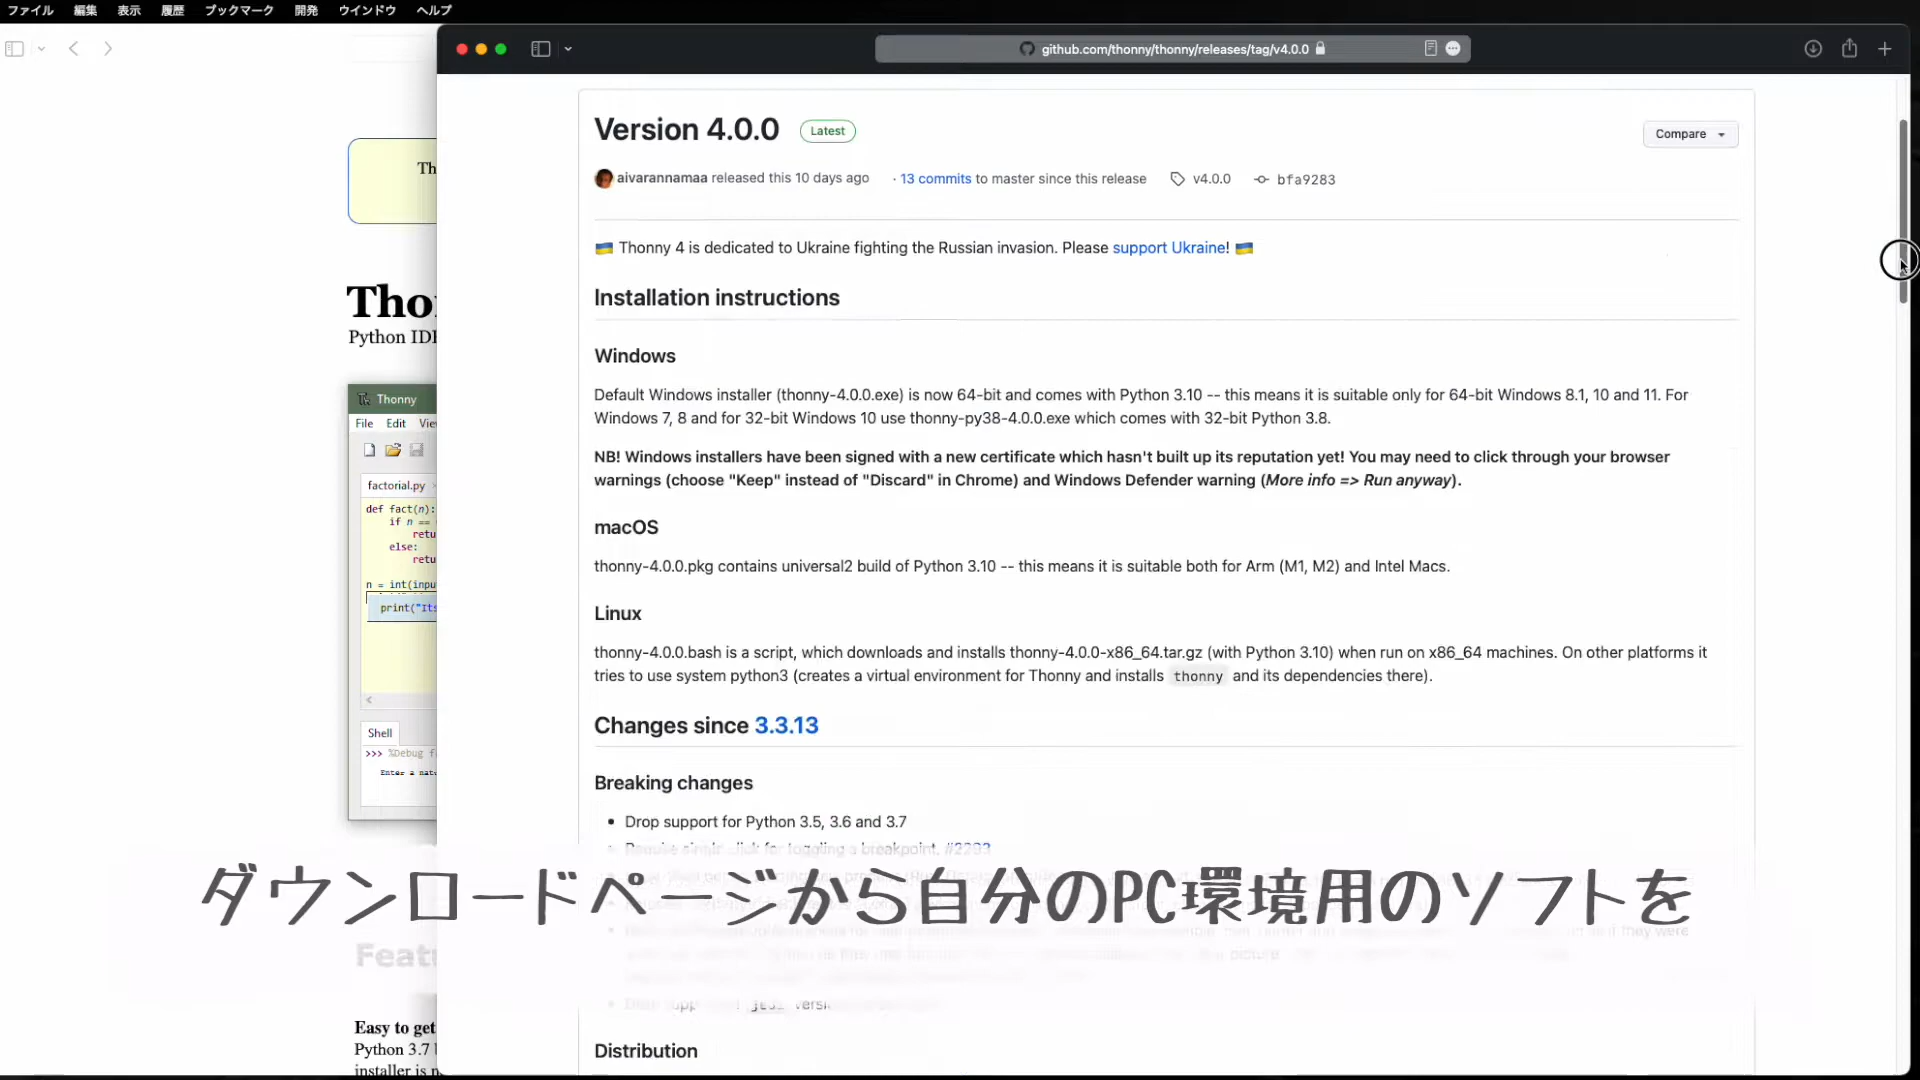 ファイル 編集 表示 履歴 ブックマーク 開発 ウインドウ ヘルプ
github.com/thonny/thonny/releases/tag/v4.0.0
Version 4.0.0 Latest
Compare
aivarannamaa released this 10 days ago · 13 commits to master since this release v4.0.0 bfa9283
Thonny 4 is dedicated to Ukraine fighting the Russian invasion. Please support Ukraine!
Installation instructions
Windows
Default Windows installer (thonny-4.0.0.exe) is now 64-bit and comes with Python 3.10 -- this means it is suitable only for 64-bit Windows 8.1, 10 and 11. For
Windows 7, 8 and for 32-bit Windows 10 use thonny-py38-4.0.0.exe which comes with 32-bit Python 3.8.
NB! Windows installers have been signed with a new certificate which hasn't built up its reputation yet! You may need to click through your browser
warnings (choose "Keep" instead of "Discard" in Chrome) and Windows Defender warning (More info => Run anyway).
macOS
thonny-4.0.0.pkg contains universal2 build of Python 3.10 -- this means it is suitable both for Arm (M1, M2) and Intel Macs.
Linux
thonny-4.0.0.bash is a script, which downloads and installs thonny-4.0.0-x86_64.tar.gz (with Python 3.10) when run on x86_64 machines. On other platforms it
tries to use system python3 (creates a virtual environment for Thonny and installs thonny and its dependencies there).
Changes since 3.3.13
Breaking changes
• Drop support for Python 3.5, 3.6 and 3.7
Distribution
Th
Tho
Python IDE
Thonny
File Edit View
factorial.py
def fact(n):
if n ==
retu
else:
retu
n = int(inpu
print("Its
Shell
>>> %Debug f
Enter a natu
Feat
Easy to get
Python 3.7
installer is n
ダウンロードページから自分のPC環境用のソフトを